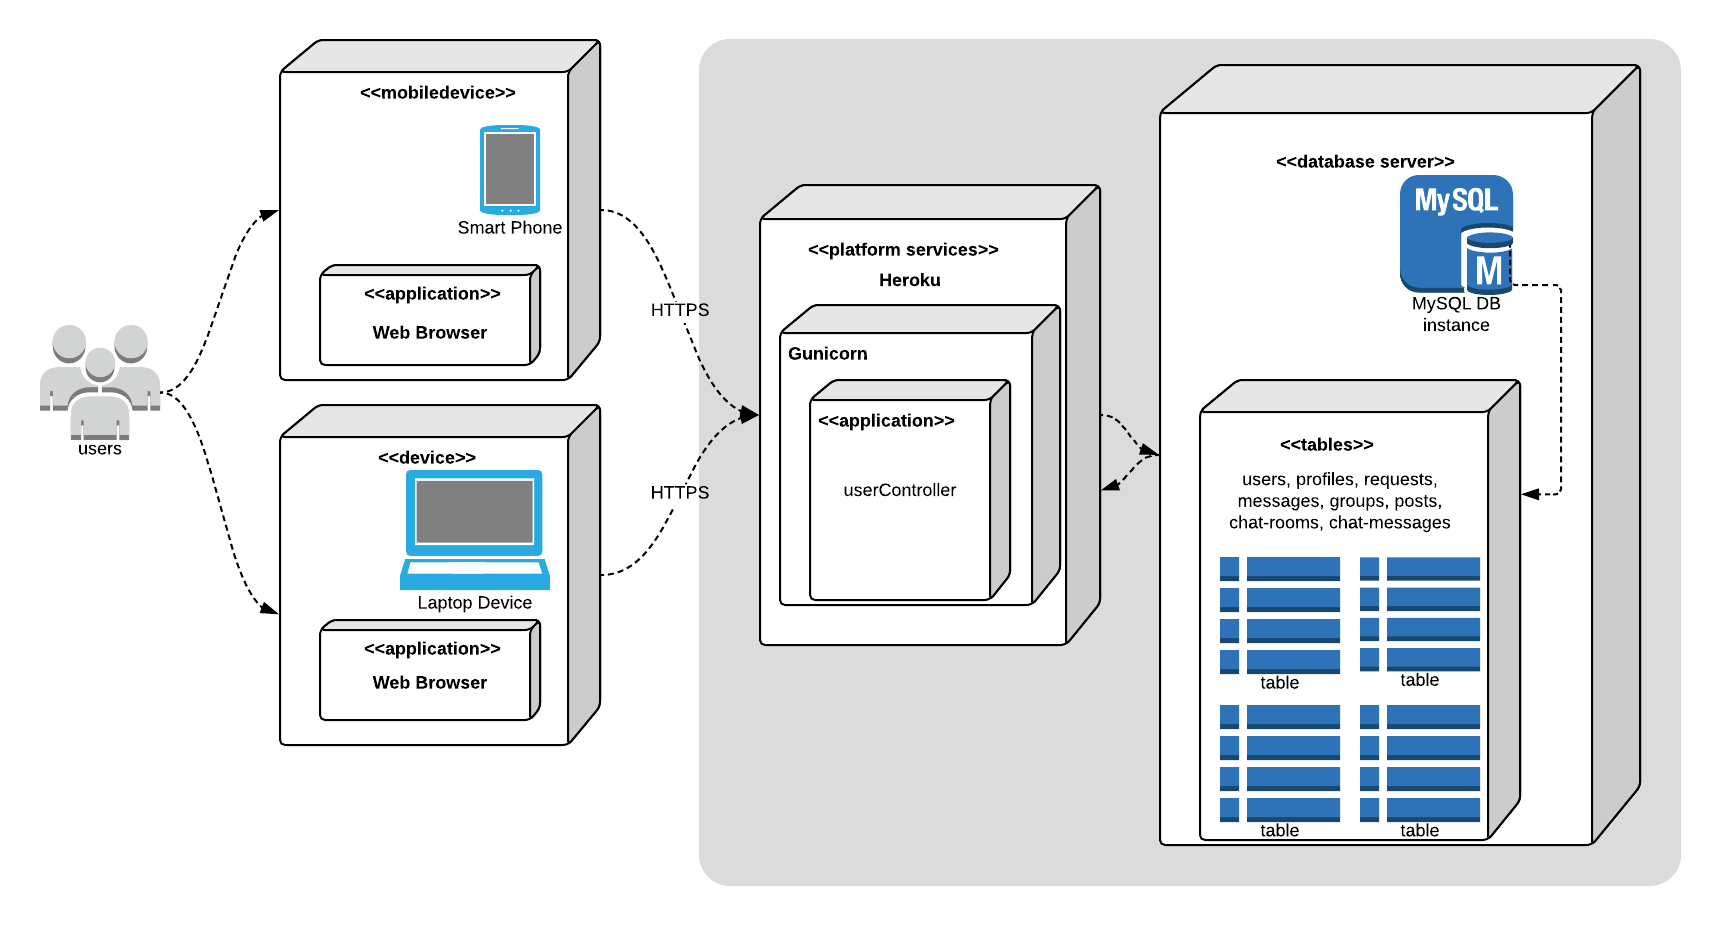 <<mobiledevice>>
Smart Phone
<<application>>
Web Browser
users
<<device>>
Laptop Device
<<application>>
Web Browser
HTTPS
HTTPS
<<platform services>>
Heroku
Gunicorn
<<application>>
userController
<<database server>>
MySQL
M
MySQL DB
instance
<<tables>>
users, profiles, requests,
messages, groups, posts,
chat-rooms, chat-messages
table
table
table
table